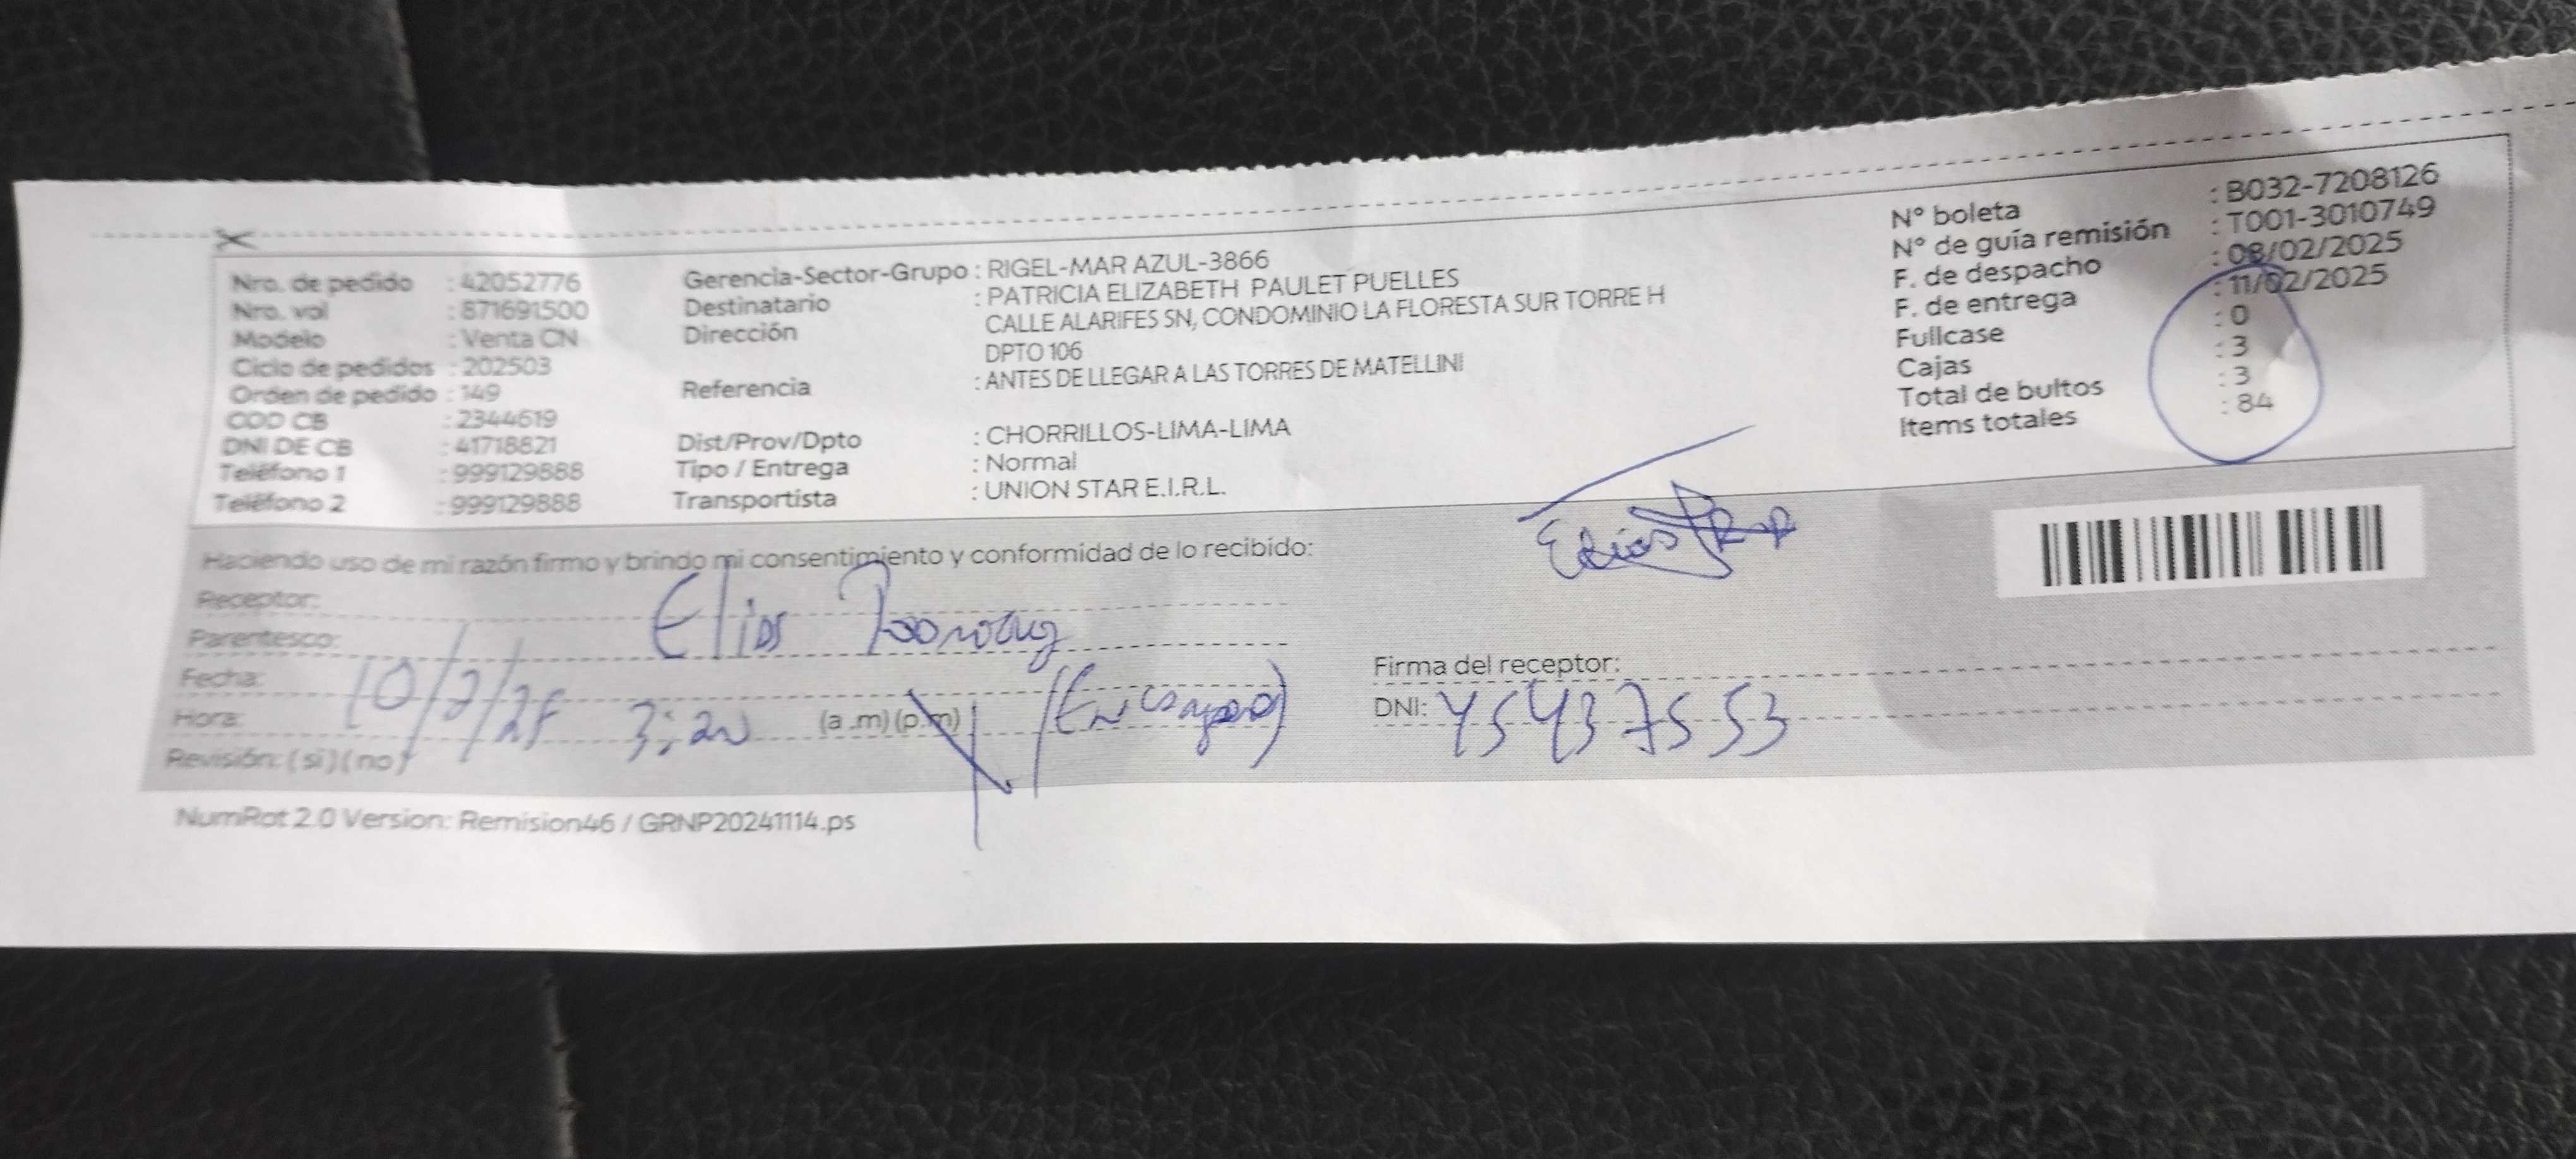 Nro. de pedido : 42052776
Nro. val : 871691500
Modelo : Venta CN
Ciclo de pedidos : 202503
Orden de pedido : 149
COD CB : 2344619
DNI DE CB : 41718821
Teléfono 1 : 999129888
Teléfono 2 : 999129888
Gerencia-Sector-Grupo : RIGEL-MAR AZUL-3866
Destinatario : PATRICIA ELIZABETH PAULET PUELLES
Dirección CALLE ALARIFES SN, CONDOMINIO LA FLORESTA SUR TORRE H
DPTO 106
Referencia : ANTES DE LLEGAR A LAS TORRES DE MATELLINI
Dist/Prov/Dpto : CHORRILLOS-LIMA-LIMA
Tipo / Entrega : Normal
Transportista : UNION STAR E.I.R.L.
N° boleta : B032-7208126
N° de guía remisión : T001-3010749
F. de despacho : 08/02/2025
F. de entrega : 11/02/2025
Fullcase : 0
Cajas : 3
Total de bultos : 3
Items totales : 84
Haciendo uso de mi razón firmo y brindo mi consentimiento y conformidad de lo recibido:
Receptor: Elias
Parentesco:
Fecha: 10/2/25
Hora: 3:20 (a.m) (p.m)
Revisión: (si) (no)
Firma del receptor:
DNI: 45437553
NumRot 2.0 Version: Remision46 / GRNP20241114.ps